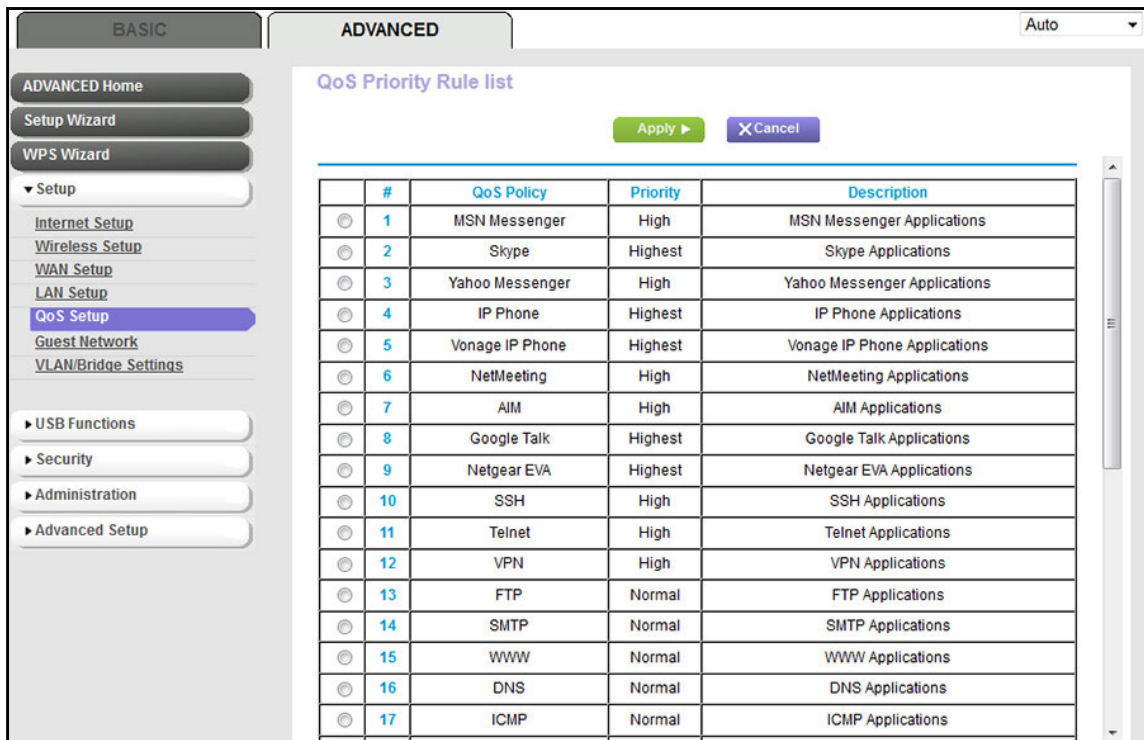 BASIC
ADVANCED
Auto
ADVANCED Home
Setup Wizard
WPS Wizard
Setup
Internet Setup
Wireless Setup
WAN Setup
LAN Setup
QoS Setup
Guest Network
VLAN/Bridge Settings
USB Functions
Security
Administration
Advanced Setup
QoS Priority Rule list
Apply
Cancel
# QoS Policy Priority Description
1 MSN Messenger High MSN Messenger Applications
2 Skype Highest Skype Applications
3 Yahoo Messenger High Yahoo Messenger Applications
4 IP Phone Highest IP Phone Applications
5 Vonage IP Phone Highest Vonage IP Phone Applications
6 NetMeeting High NetMeeting Applications
7 AIM High AIM Applications
8 Google Talk Highest Google Talk Applications
9 Netgear EVA Highest Netgear EVA Applications
10 SSH High SSH Applications
11 Telnet High Telnet Applications
12 VPN High VPN Applications
13 FTP Normal FTP Applications
14 SMTP Normal SMTP Applications
15 WWW Normal WWW Applications
16 DNS Normal DNS Applications
17 ICMP Normal ICMP Applications